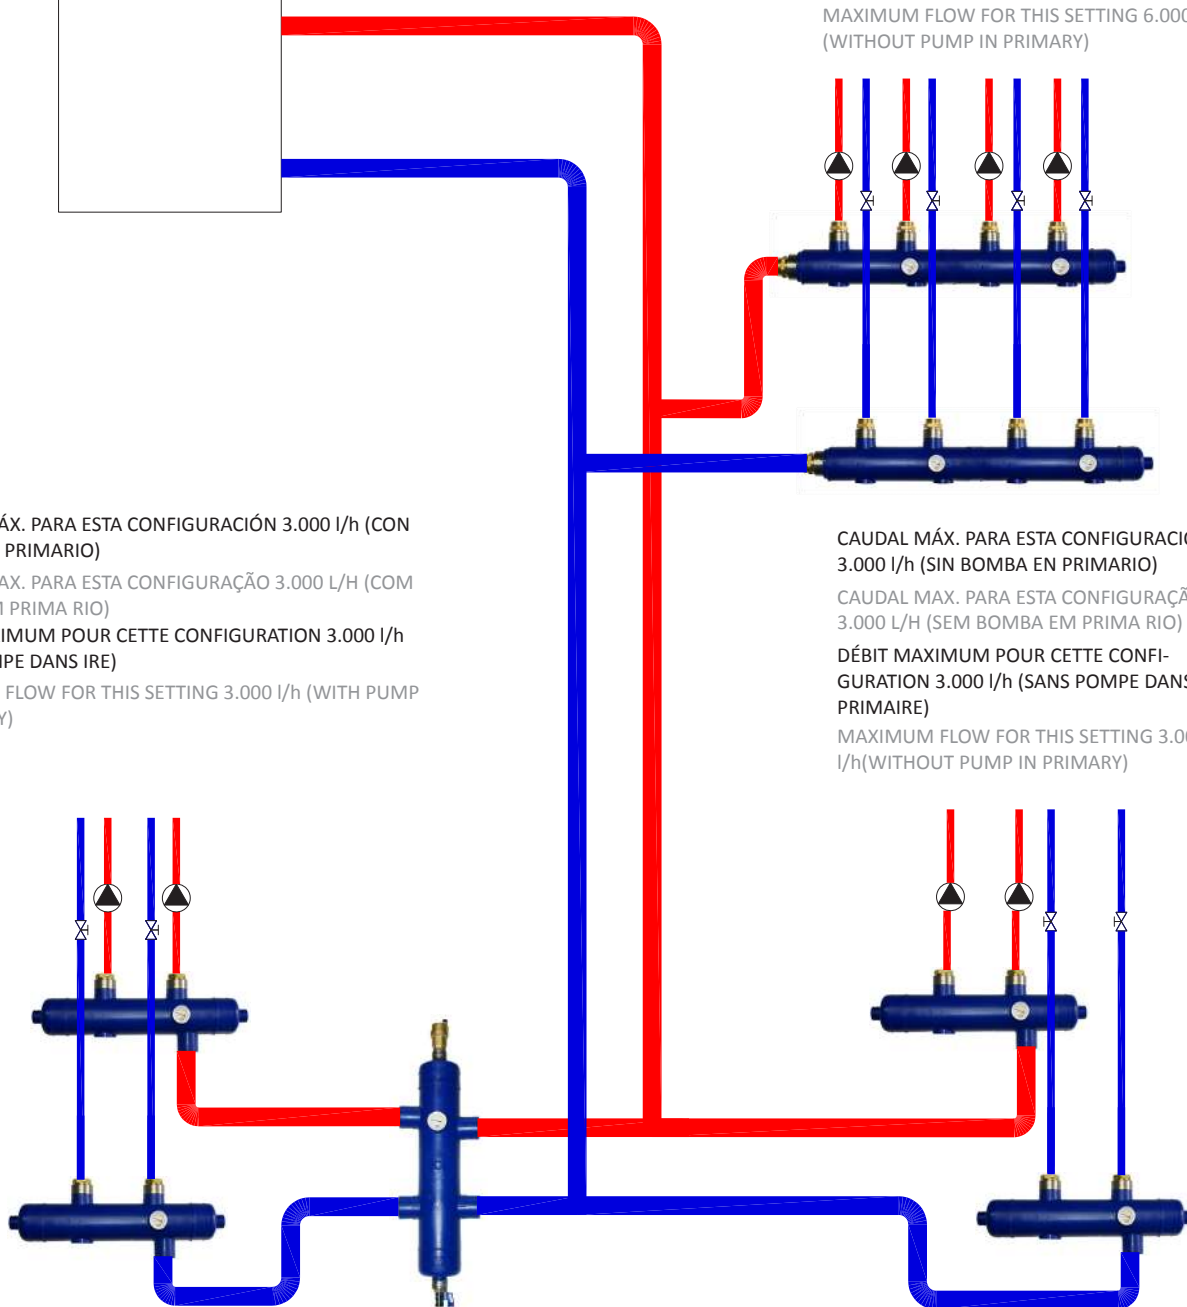 MAXIMUM FLOW FOR THIS SETTING 6.000
(WITHOUT PUMP IN PRIMARY)
ÁX. PARA ESTA CONFIGURACIÓN 3.000 l/h (CON
PRIMARIO)
AX. PARA ESTA CONFIGURAÇÃO 3.000 L/H (COM
M PRIMA RIO)
IMUM POUR CETTE CONFIGURATION 3.000 l/h
MPE DANS IRE)
FLOW FOR THIS SETTING 3.000 l/h (WITH PUMP
Y)
CAUDAL MÁX. PARA ESTA CONFIGURACIÓ
3.000 l/h (SIN BOMBA EN PRIMARIO)
CAUDAL MAX. PARA ESTA CONFIGURAÇÃ
3.000 L/H (SEM BOMBA EM PRIMA RIO)
DÉBIT MAXIMUM POUR CETTE CONFI-
GURATION 3.000 l/h (SANS POMPE DANS
PRIMAIRE)
MAXIMUM FLOW FOR THIS SETTING 3.00
l/h(WITHOUT PUMP IN PRIMARY)